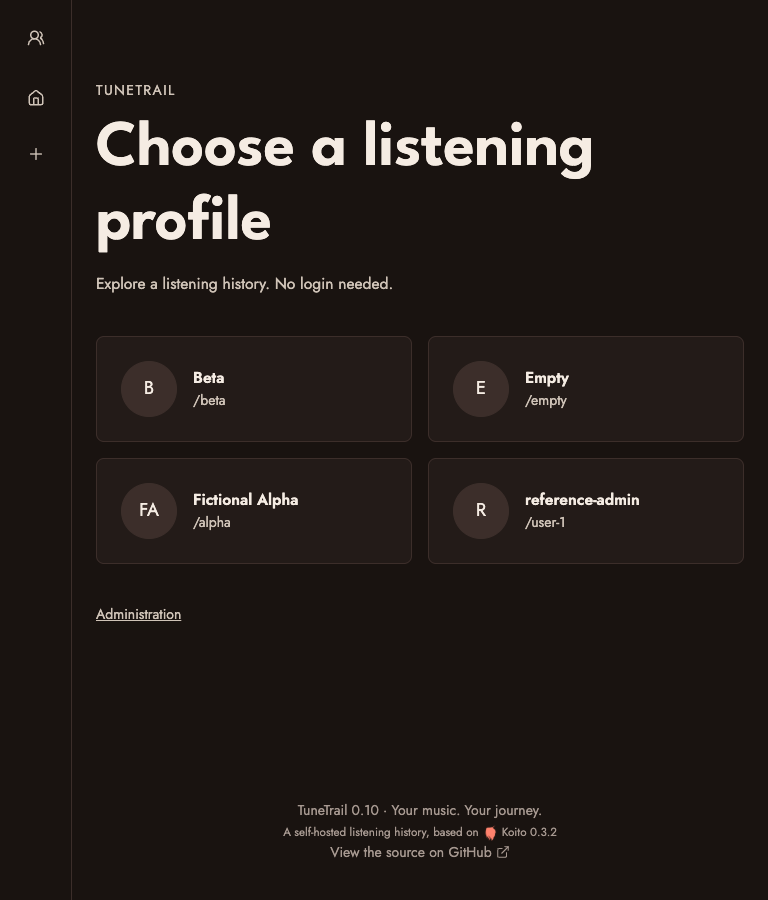 TUNETRAIL
Choose a listening
profile
Explore a listening history. No login needed.
B
Beta
/beta
E
Empty
/empty
FA
Fictional Alpha
/alpha
R
reference-admin
/user-1
Administration
TuneTrail 0.10 · Your music. Your journey.
A self-hosted listening history, based on Koito 0.3.2
View the source on GitHub